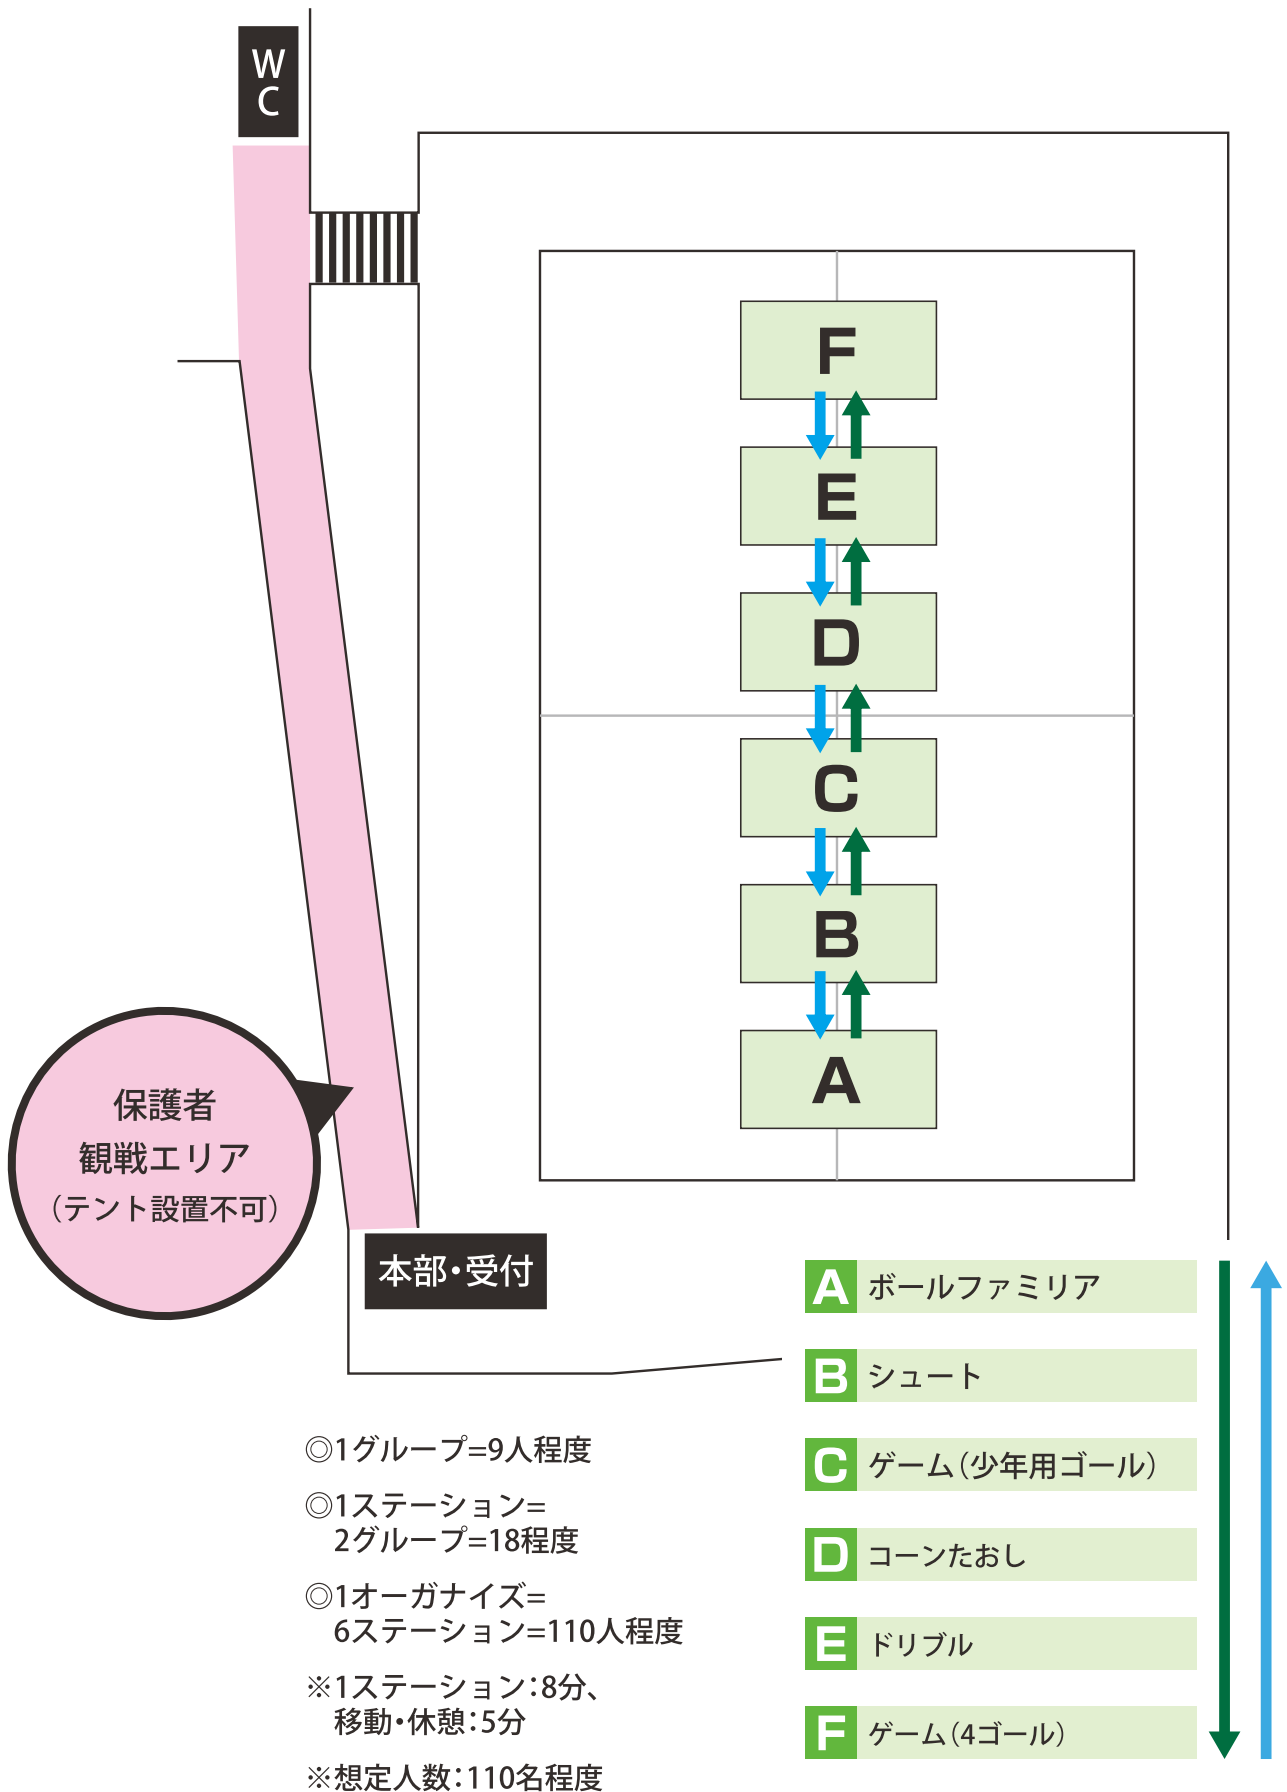 W
C
F
E
D
C
B
A
保護者
観戦エリア
（テント設置不可）
本部・受付
A ボールファミリア
B シュート
C ゲーム（少年用ゴール）
D コーンたおし
E ドリブル
F ゲーム（4ゴール）
◎1グループ=9人程度
◎1ステーション=
2グループ=18程度
◎1オーガナイズ=
6ステーション=110人程度
※1ステーション：8分、
移動・休憩：5分
※想定人数：110名程度